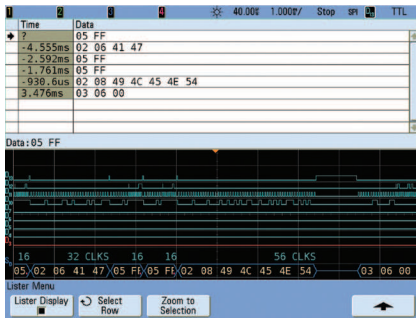 1 2 3 4 40.00% 1.000%/ Stop SPI TTL
Time Data
? 05 FF
-4.555ms 02 06 41 47
-2.592ms 05 FF
-1.761ms 05 FF
-930.6us 02 08 49 4C 45 4E 54
3.476ms 03 06 00
Data:05 FF
16 32 CLKS 16 16 56 CLKS
05 02 06 41 47 05 FF 05 FF 02 08 49 4C 45 4E 54 03 06 00
Lister Menu
Lister Display Select Row Zoom to Selection